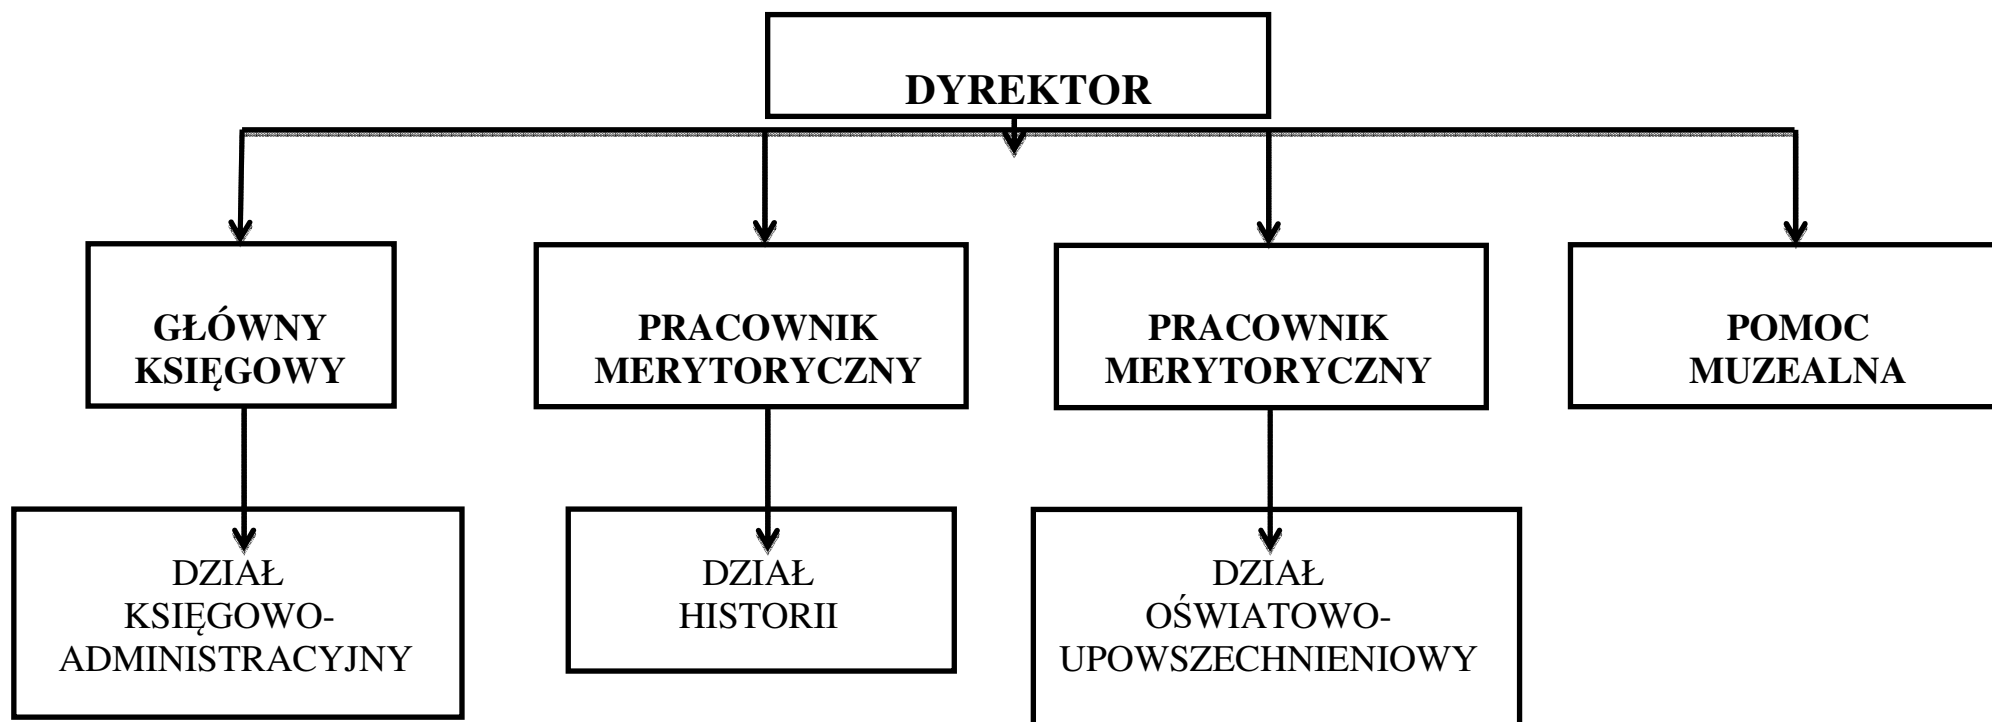 DYREKTOR
GŁÓWNY
KSIĘGOWY
PRACOWNIK
MERYTORYCZNY
PRACOWNIK
MERYTORYCZNY
POMOC
MUZEALNA
DZIAŁ
KSIĘGOWO-
ADMINISTRACYJNY
DZIAŁ
HISTORII
DZIAŁ
OŚWIATOWO-
UPOWSZECHNIENIOWY